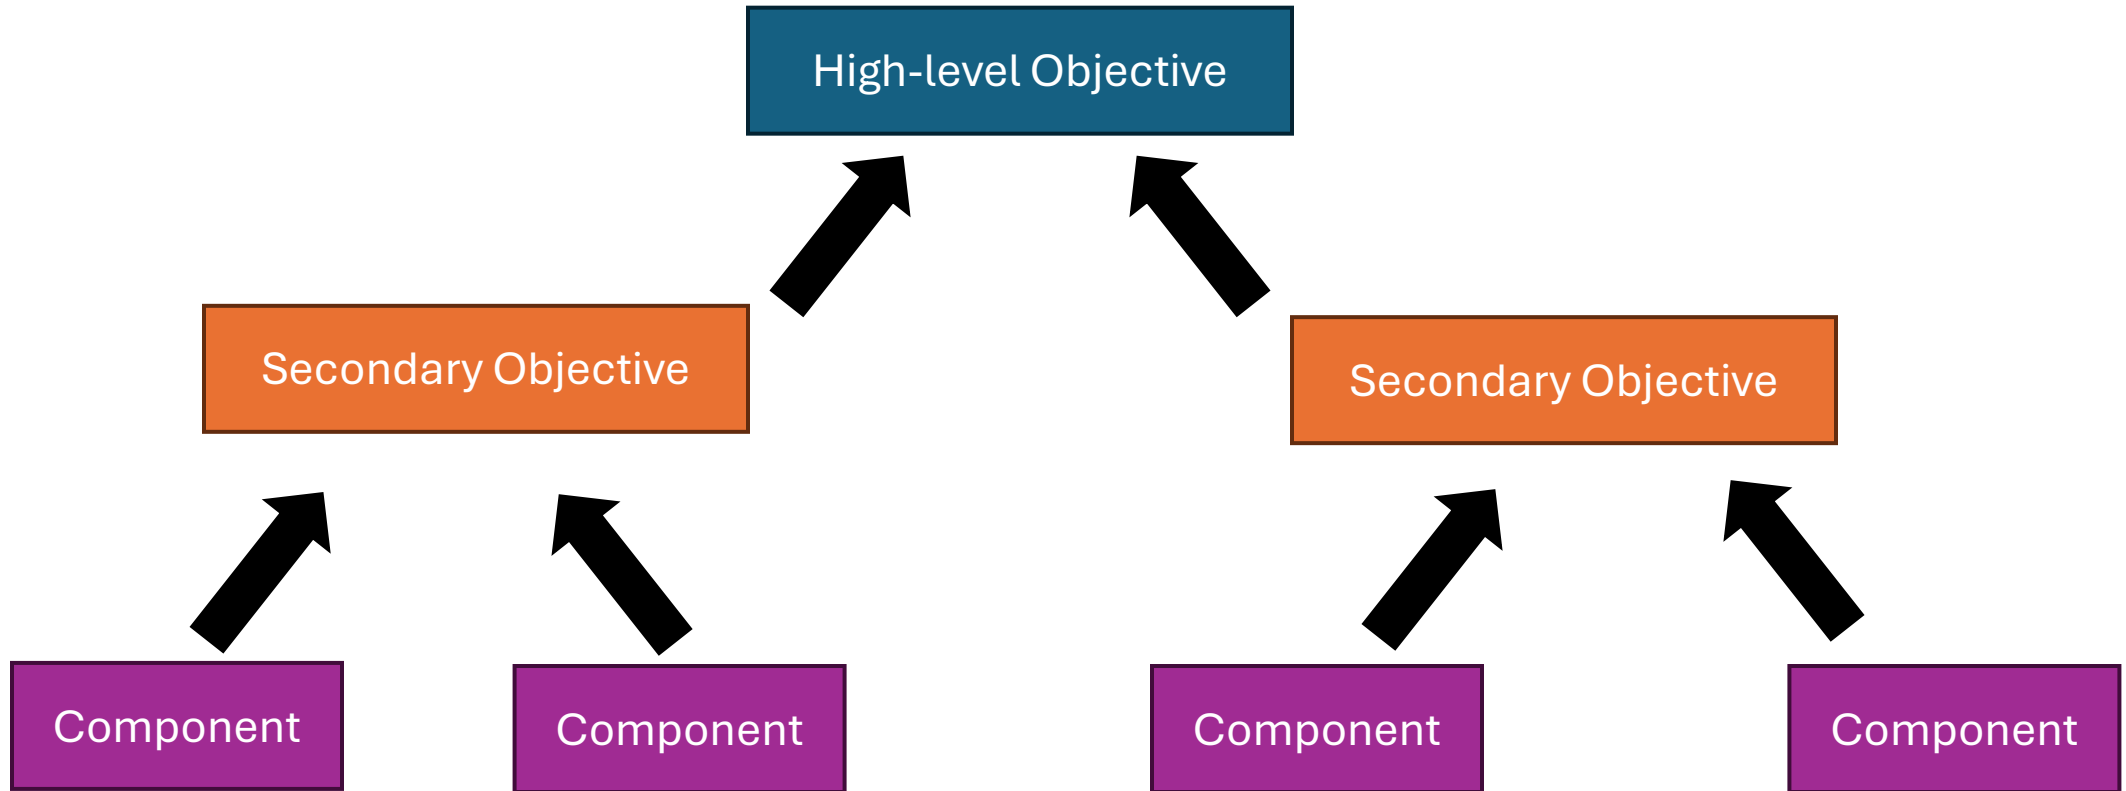 High-level Objective
Secondary Objective
Secondary Objective
Component
Component
Component
Component